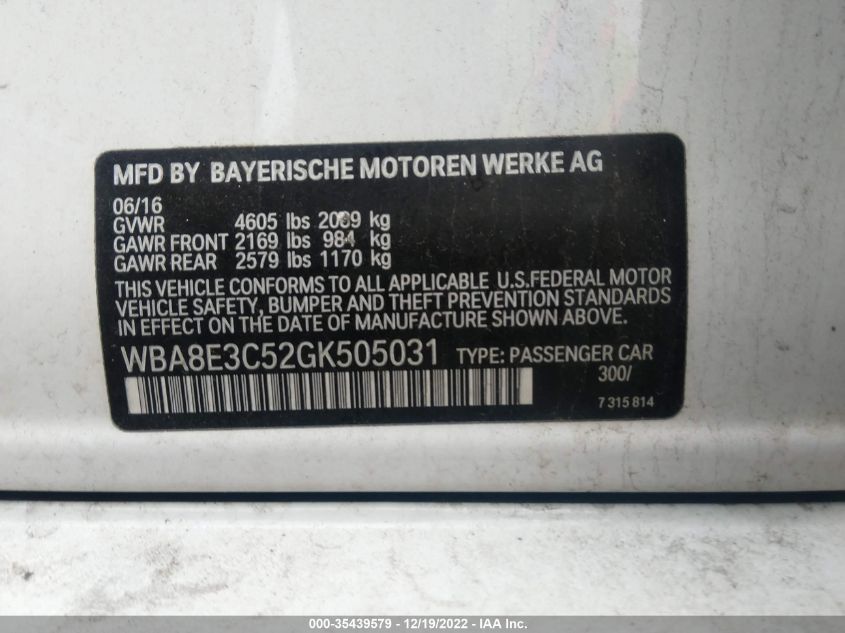 MFD BY BAYERISCHE MOTOREN WERKE AG
06/16
GVWR 4605 lbs 2089 kg
GAWR FRONT 2169 lbs 984 kg
GAWR REAR 2579 lbs 1170 kg
THIS VEHICLE CONFORMS TO ALL APPLICABLE U.S.FEDERAL MOTOR
VEHICLE SAFETY, BUMPER AND THEFT PREVENTION STANDARDS
IN EFFECT ON THE DATE OF MANUFACTURE SHOWN ABOVE.
WBA8E3C52GK505031 TYPE: PASSENGER CAR
300/
7 315 814
000-35439579 - 12/19/2022 - IAA Inc.